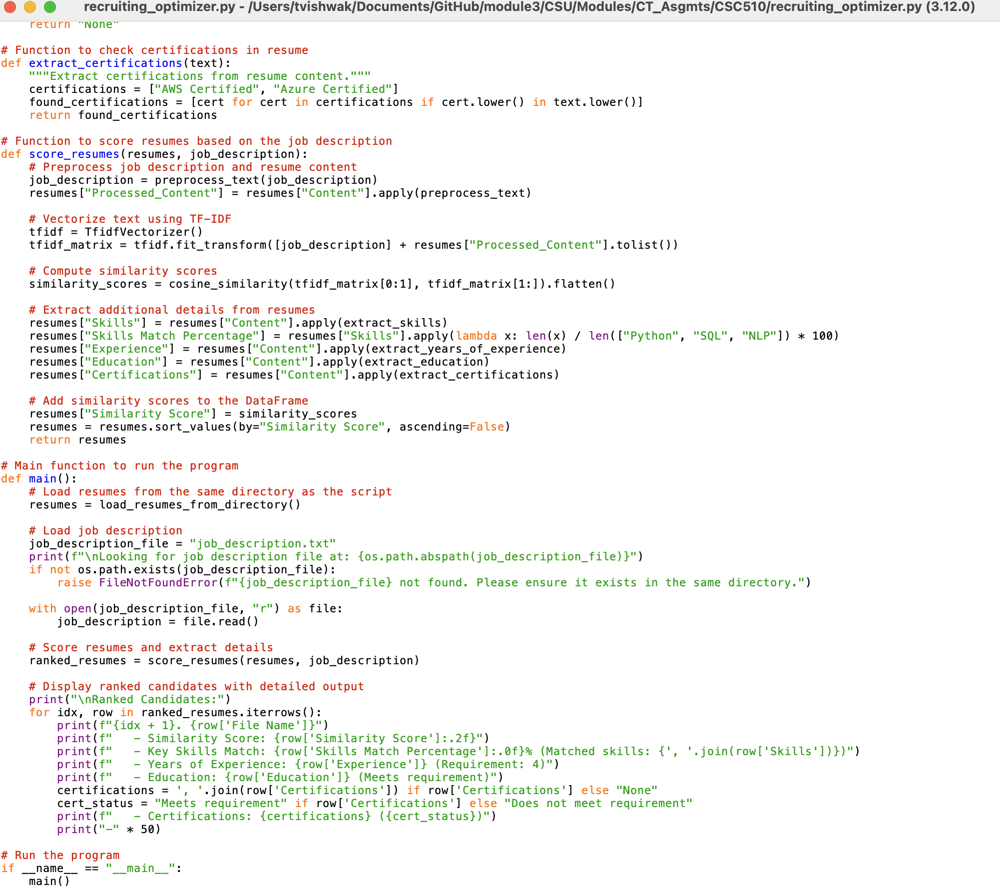 recruiting_optimizer.py - /Users/tvishwak/Documents/GitHub/module3/CSU/Modules/CT_Asgmts/CSC510/recruiting_optimizer.py (3.12.0)
    return "None"

# Function to check certifications in resume
def extract_certifications(text):
    """Extract certifications from resume content."""
    certifications = ["AWS Certified", "Azure Certified"]
    found_certifications = [cert for cert in certifications if cert.lower() in text.lower()]
    return found_certifications

# Function to score resumes based on the job description
def score_resumes(resumes, job_description):
    # Preprocess job description and resume content
    job_description = preprocess_text(job_description)
    resumes["Processed_Content"] = resumes["Content"].apply(preprocess_text)

    # Vectorize text using TF-IDF
    tfidf = TfidfVectorizer()
    tfidf_matrix = tfidf.fit_transform([job_description] + resumes["Processed_Content"].tolist())

    # Compute similarity scores
    similarity_scores = cosine_similarity(tfidf_matrix[0:1], tfidf_matrix[1:]).flatten()

    # Extract additional details from resumes
    resumes["Skills"] = resumes["Content"].apply(extract_skills)
    resumes["Skills Match Percentage"] = resumes["Skills"].apply(lambda x: len(x) / len(["Python", "SQL", "NLP"]) * 100)
    resumes["Experience"] = resumes["Content"].apply(extract_years_of_experience)
    resumes["Education"] = resumes["Content"].apply(extract_education)
    resumes["Certifications"] = resumes["Content"].apply(extract_certifications)

    # Add similarity scores to the DataFrame
    resumes["Similarity Score"] = similarity_scores
    resumes = resumes.sort_values(by="Similarity Score", ascending=False)
    return resumes

# Main function to run the program
def main():
    # Load resumes from the same directory as the script
    resumes = load_resumes_from_directory()

    # Load job description
    job_description_file = "job_description.txt"
    print(f"\nLooking for job description file at: {os.path.abspath(job_description_file)}")
    if not os.path.exists(job_description_file):
        raise FileNotFoundError(f"{job_description_file} not found. Please ensure it exists in the same directory.")

    with open(job_description_file, "r") as file:
        job_description = file.read()

    # Score resumes and extract details
    ranked_resumes = score_resumes(resumes, job_description)

    # Display ranked candidates with detailed output
    print("\nRanked Candidates:")
    for idx, row in ranked_resumes.iterrows():
        print(f"{idx + 1}. {row['File Name']}")
        print(f"   - Similarity Score: {row['Similarity Score']:.2f}")
        print(f"   - Key Skills Match: {row['Skills Match Percentage']:.0f}% (Matched skills: {', '.join(row['Skills'])})")
        print(f"   - Years of Experience: {row['Experience']} (Requirement: 4)")
        print(f"   - Education: {row['Education']} (Meets requirement)")
        certifications = ', '.join(row['Certifications']) if row['Certifications'] else "None"
        cert_status = "Meets requirement" if row['Certifications'] else "Does not meet requirement"
        print(f"   - Certifications: {certifications} ({cert_status})")
        print("-" * 50)

# Run the program
if __name__ == "__main__":
    main()